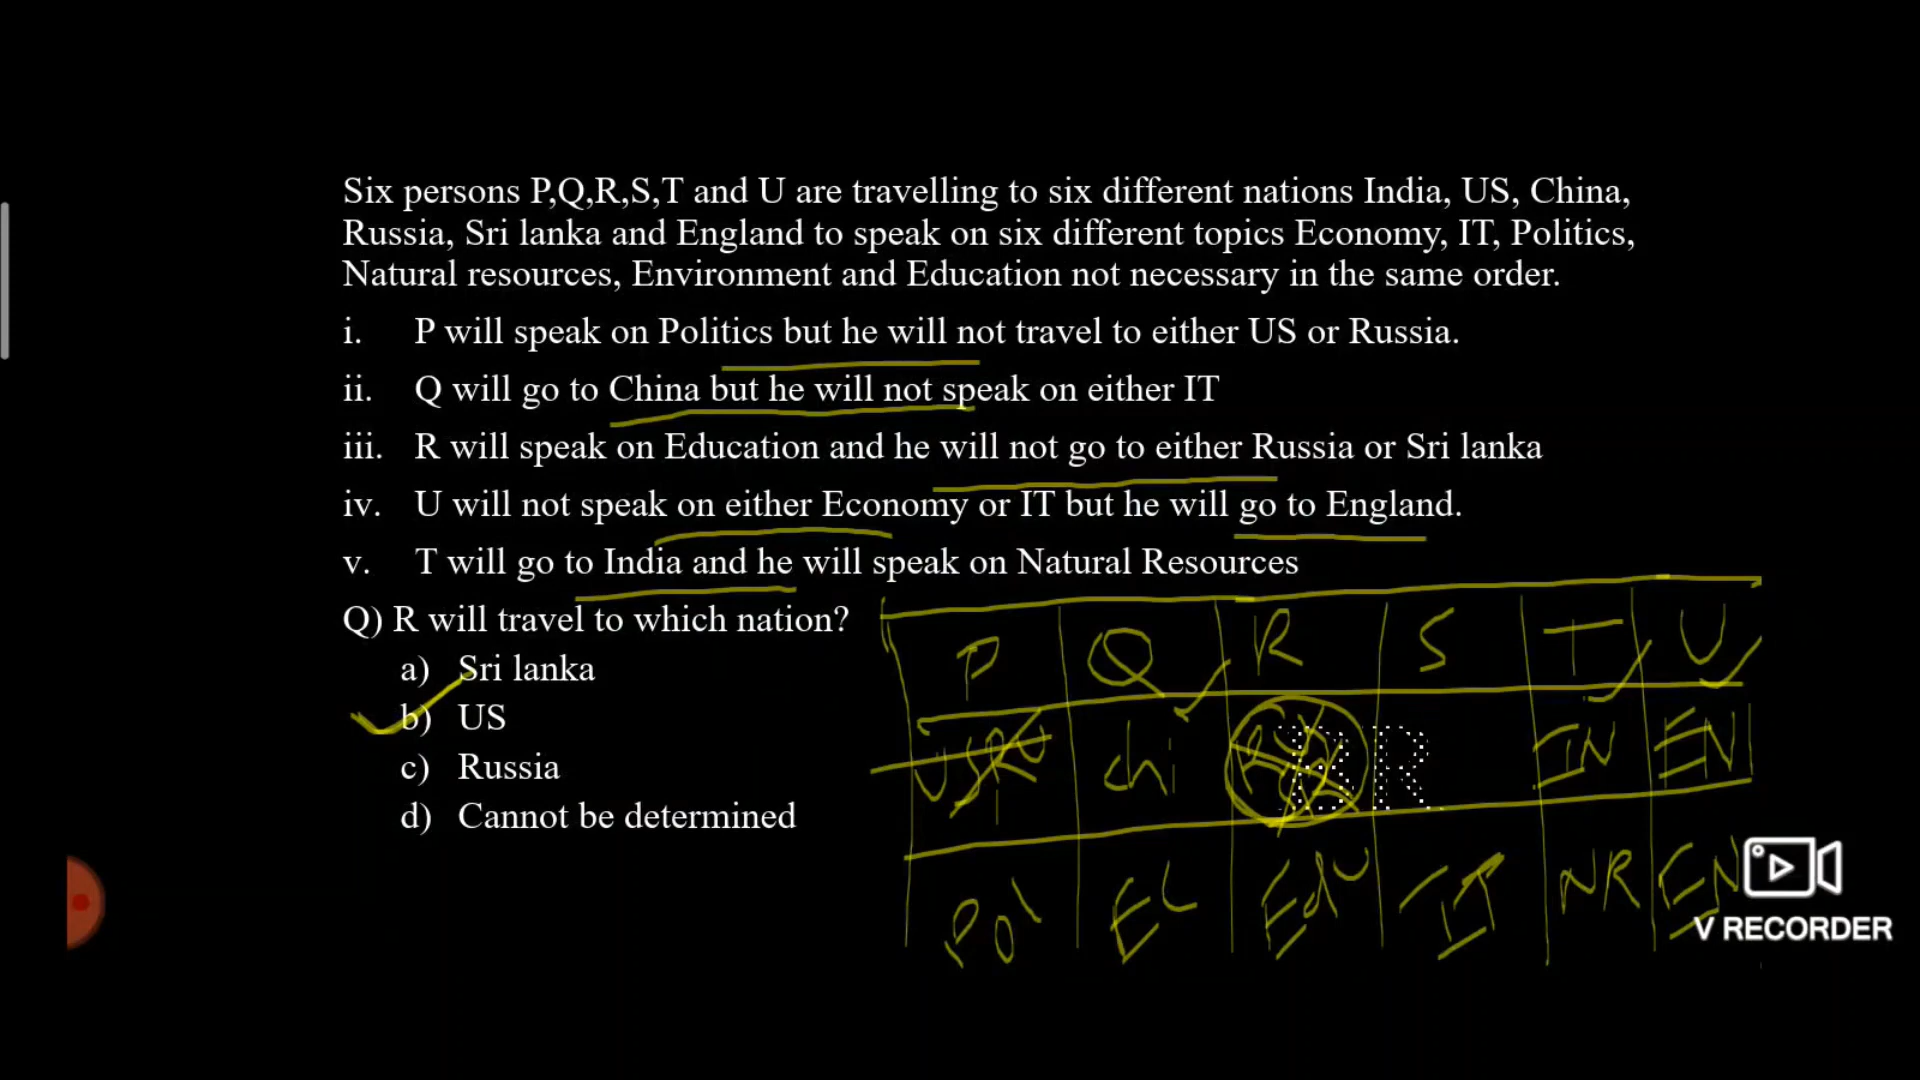 Six persons P,Q,R,S,T and U are travelling to six different nations India, US, China,
Russia, Sri lanka and England to speak on six different topics Economy, IT, Politics,
Natural resources, Environment and Education not necessary in the same order.
i. P will speak on Politics but he will not travel to either US or Russia.
ii. Q will go to China but he will not speak on either IT
iii. R will speak on Education and he will not go to either Russia or Sri lanka
iv. U will not speak on either Economy or IT but he will go to England.
v. T will go to India and he will speak on Natural Resources
Q) R will travel to which nation?
a) Sri lanka
b) US
c) Russia
d) Cannot be determined
P Q R S T U
chi IN EN
Pol EC Edu IT NR EN
V RECORDER